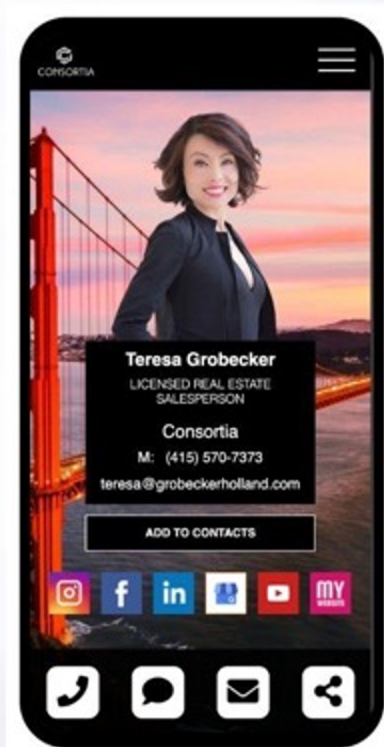 CONSORTIA
Teresa Grobecker
LICENSED REAL ESTATE
SALESPERSON
Consortia
M: (415) 570-7373
teresa@grobeckerholland.com
ADD TO CONTACTS
in
MY
WEBSITE